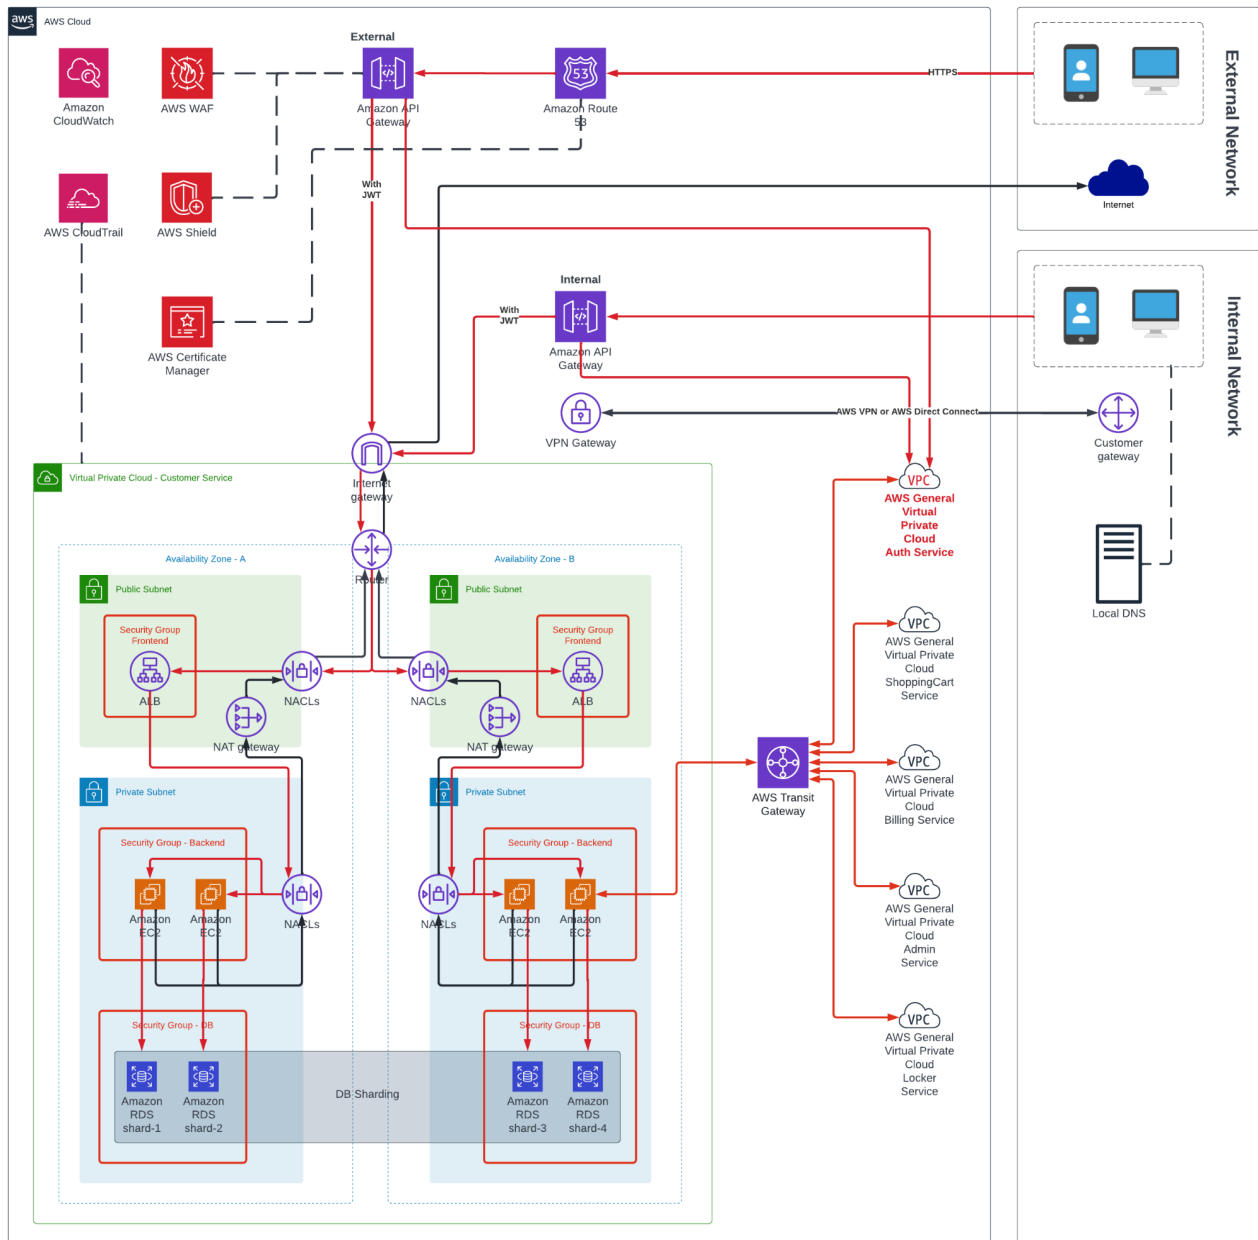 aws
AWS Cloud
External
Amazon
CloudWatch
AWS WAF
Amazon API
Gateway
53
Amazon Route
53
HTTPS
External Network
With
JWT
AWS CloudTrail
AWS Shield
Internet
Internal
With
JWT
Amazon API
Gateway
AWS Certificate
Manager
Internal Network
VPN Gateway
AWS VPN or AWS Direct Connect
Customer
gateway
Virtual Private Cloud - Customer Service
Internet
gateway
VPC
AWS General
Virtual
Private
Cloud
Auth Service
Availability Zone - A
Router
Availability Zone - B
Public Subnet
Public Subnet
Local DNS
Security Group
Frontend
ALB
NACLs
NAT gateway
NACLs
NAT gateway
Security Group
Frontend
ALB
VPC
AWS General
Virtual Private
Cloud
ShoppingCart
Service
AWS Transit
Gateway
VPC
AWS General
Virtual Private
Cloud
Billing Service
Private Subnet
Private Subnet
Security Group - Backend
Amazon
EC2
Amazon
EC2
NACLs
NACLs
Security Group - Backend
Amazon
EC2
Amazon
EC2
VPC
AWS General
Virtual Private
Cloud
Admin
Service
Security Group - DB
Security Group - DB
Amazon
RDS
shard-1
Amazon
RDS
shard-2
DB Sharding
Amazon
RDS
shard-3
Amazon
RDS
shard-4
VPC
AWS General
Virtual Private
Cloud
Locker
Service